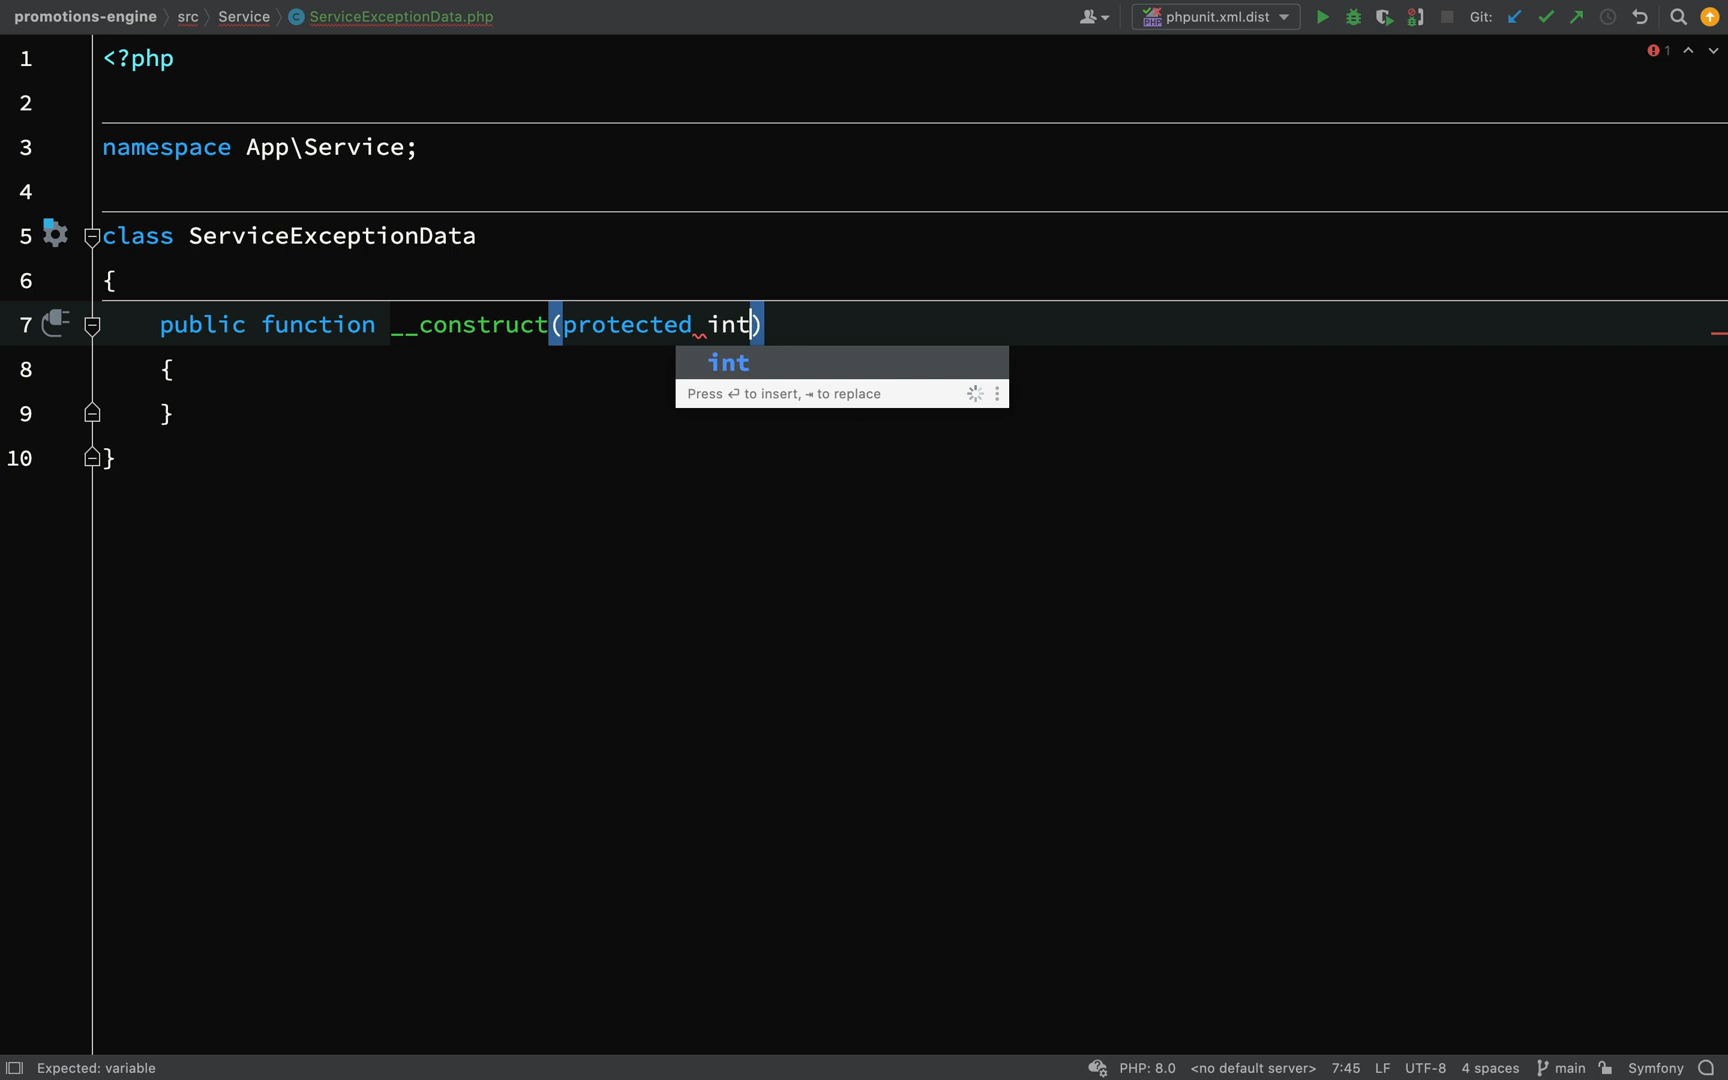 promotions-engine src Service C ServiceExceptionData.php PHP phpunit.xml.dist Git:
1 <?php 1
2
3 namespace App\Service;
4
5 class ServiceExceptionData
6 {
7 public function __construct(protected int)
int
8 {
Press ⏎ to insert, ⇥ to replace
9 }
10 }
Expected: variable PHP: 8.0 <no default server> 7:45 LF UTF-8 4 spaces main Symfony